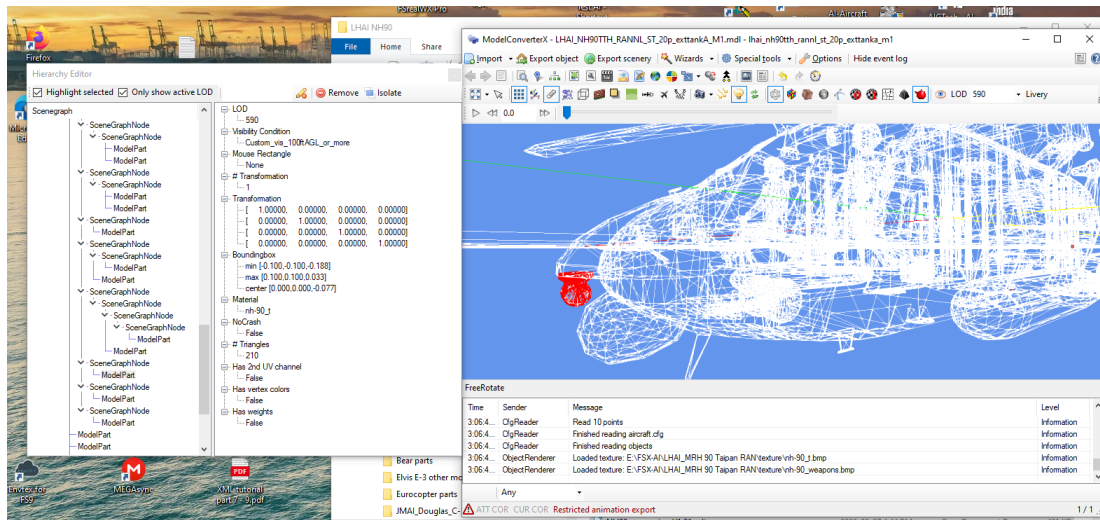 FSrealWXPro
AI Aircraft
India
Firefox
LHAI NH90
File Home Share
Hierarchy Editor
Highlight selected Only show active LOD Remove Isolate
Scenegraph
SceneGraphNode
SceneGraphNode
ModelPart
ModelPart
SceneGraphNode
SceneGraphNode
ModelPart
ModelPart
SceneGraphNode
ModelPart
SceneGraphNode
SceneGraphNode
ModelPart
ModelPart
SceneGraphNode
SceneGraphNode
SceneGraphNode
SceneGraphNode
ModelPart
ModelPart
SceneGraphNode
ModelPart
SceneGraphNode
ModelPart
SceneGraphNode
ModelPart
ModelPart
ModelPart
LOD
590
Visibility Condition
Custom_vis_100ftAGL_or_more
Mouse Rectangle
None
# Transformation
1
Transformation
[ 1.00000, 0.00000, 0.00000, 0.00000]
[ 0.00000, 1.00000, 0.00000, 0.00000]
[ 0.00000, 0.00000, 1.00000, 0.00000]
[ 0.00000, 0.00000, 0.00000, 1.00000]
Boundingbox
min [-0.100,-0.100,-0.188]
max [0.100,0.100,0.033]
center [0.000,0.000,-0.077]
Material
nh-90_t
NoCrash
False
# Triangles
210
Has 2nd UV channel
False
Has vertex colors
False
Has weights
False
ModelConverterX - LHAI_NH90TTH_RANNL_ST_20p_exttankA_M1.mdl - lhai_nh90tth_rannl_st_20p_exttanka_m1
Import Export object Export scenery Wizards Special tools Options Hide event log
LOD 590 Livery
0.0
FreeRotate
Time Sender Message Level
3:06:4... CfgReader Read 10 points Information
3:06:4... CfgReader Finished reading aircraft.cfg Information
3:06:4... CfgReader Finished reading objects Information
3:06:4... ObjectRenderer Loaded texture: E:\FSX-AI\LHAI_MRH 90 Taipan RAN\texture\nh-90_t.bmp Information
3:06:4... ObjectRenderer Loaded texture: E:\FSX-AI\LHAI_MRH 90 Taipan RAN\texture\nh-90_weapons.bmp Information
Any
ATT COR CUR COR Restricted animation export 1 / 1
Bear parts
Elvis E-3 other mo
Eurocopter parts
JMAI_Douglas_C-
Envtex for
FS9
MEGAsync
PDF
XML tutorial
part 7 - 9.pdf